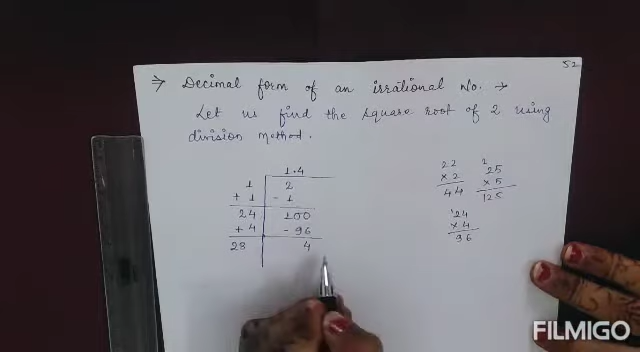 52
⇒ Decimal form of an irrational No. →
Let us find the square root of 2 using
division method.
1.4
1 2
+ 1 - 1
24 100
+ 4 - 96
28 4
22
× 2
44
2
25
× 5
125
1
24
× 4
96
FILMIGO